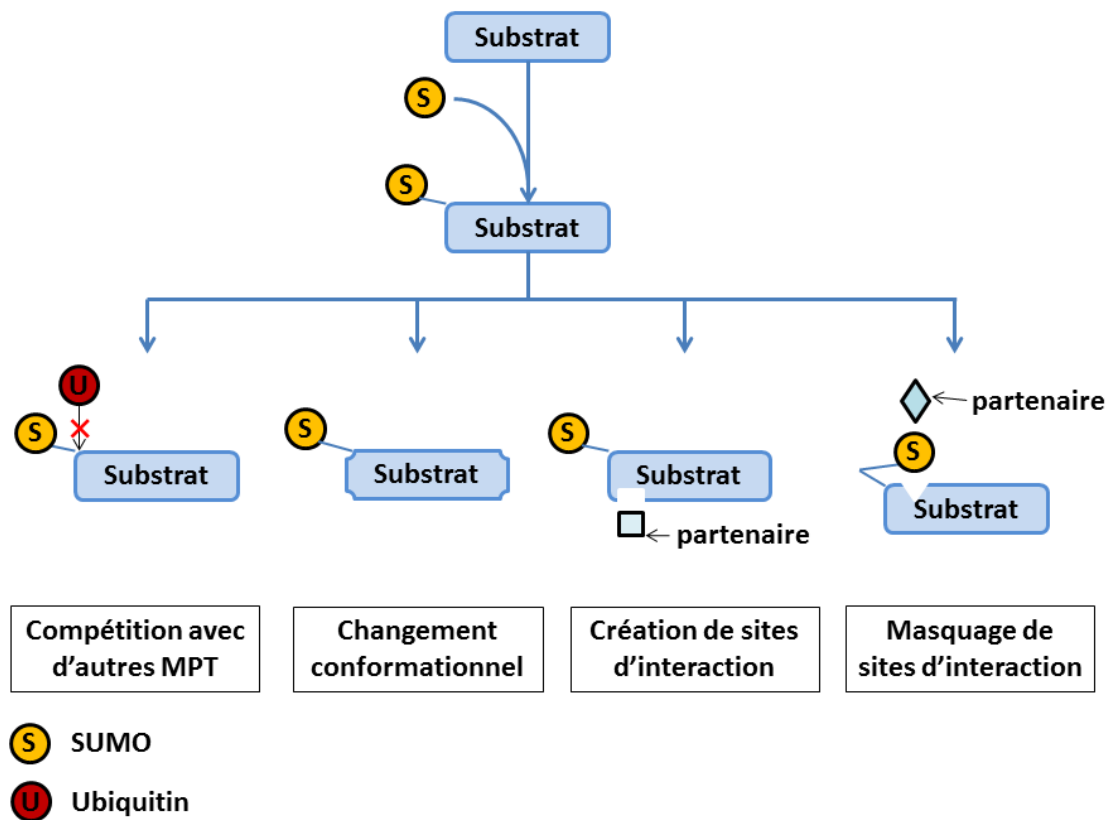 Substrat
S
S
Substrat
U
S
Substrat
S
Substrat
S
Substrat
partenaire
partenaire
S
Substrat
Compétition avec
d'autres MPT
Changement
conformationnel
Création de sites
d'interaction
Masquage de
sites d'interaction
S SUMO
U Ubiquitin